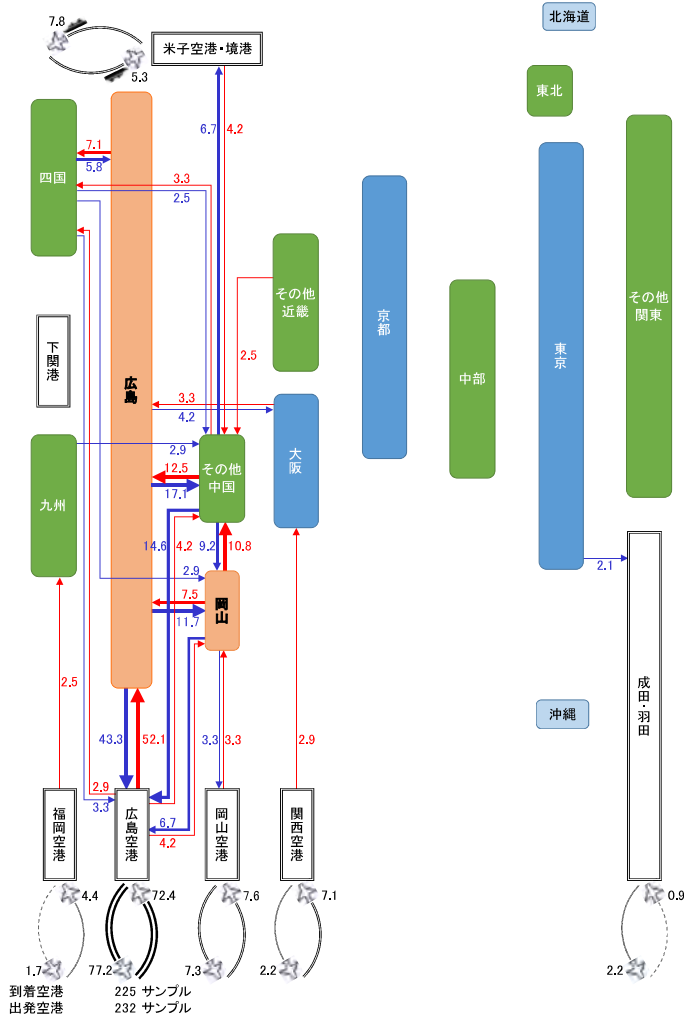 7.8
北海道
米子空港・境港
5.3
東北
6.7
4.2
7.1
5.8
四国
3.3
2.5
その他
近畿
京都
その他
関東
東京
中部
下関港
広島
2.5
3.3
4.2
大阪
2.9
12.5
その他
中国
17.1
九州
14.6
4.2
9.2
10.8
2.1
2.9
7.5
岡山
11.7
2.5
成田・羽田
沖縄
43.3
52.1
3.3
3.3
2.9
2.9
3.3
福岡空港
広島空港
6.7
4.2
岡山空港
関西空港
4.4
72.4
7.6
7.1
0.9
1.7
77.2
7.3
2.2
2.2
到着空港 225 サンプル
出発空港 232 サンプル